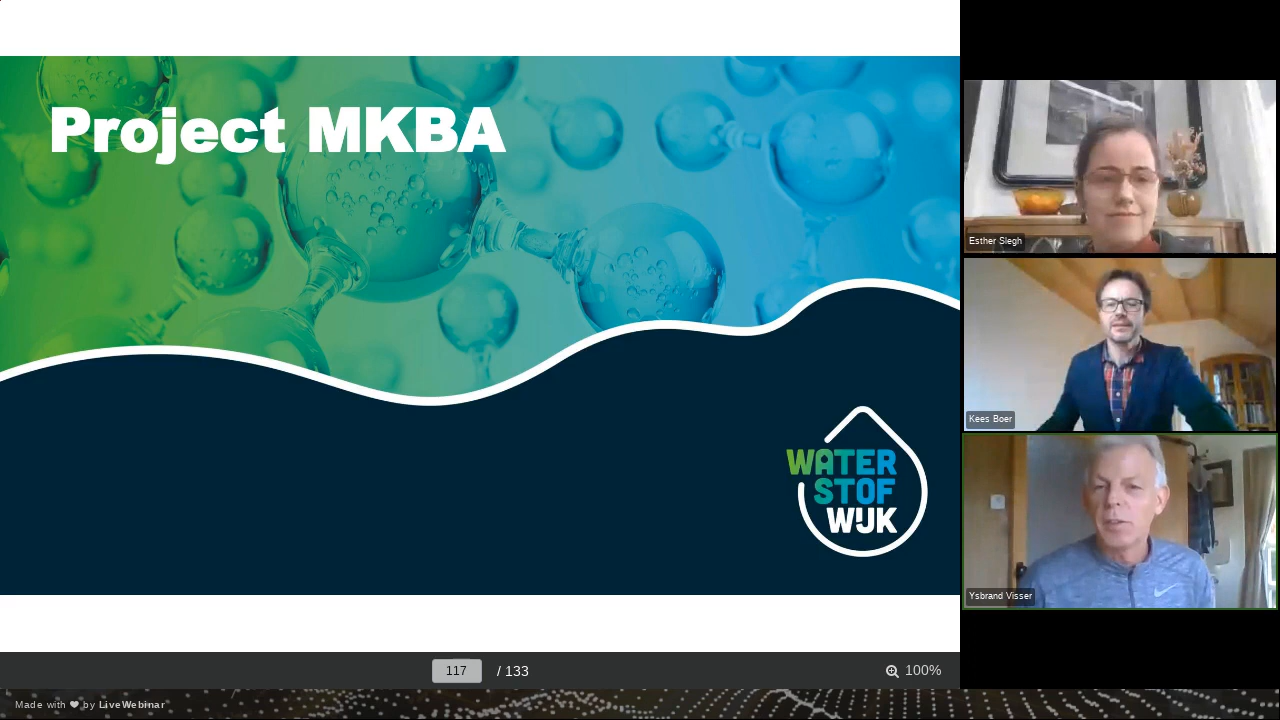 Project MKBA
WATER
STOF
WIJK
117 / 133
100%
Made with ❤ by LiveWebinar
Esther Slegh
Kees Boer
Ysbrand Visser